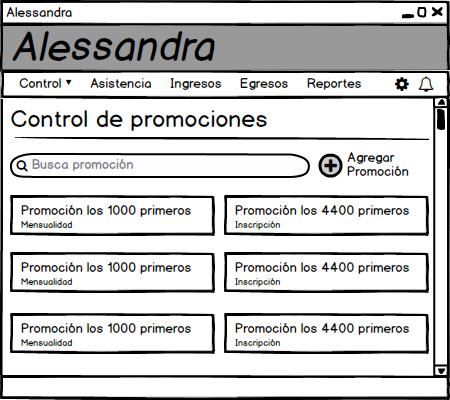 Alessandra
Alessandra
Control Asistencia Ingresos Egresos Reportes
Control de promociones
Busca promoción
Agregar
Promoción
Promoción los 1000 primeros
Mensualidad
Promoción los 4400 primeros
Inscripción
Promoción los 1000 primeros
Mensualidad
Promoción los 4400 primeros
Inscripción
Promoción los 1000 primeros
Mensualidad
Promoción los 4400 primeros
Inscripción